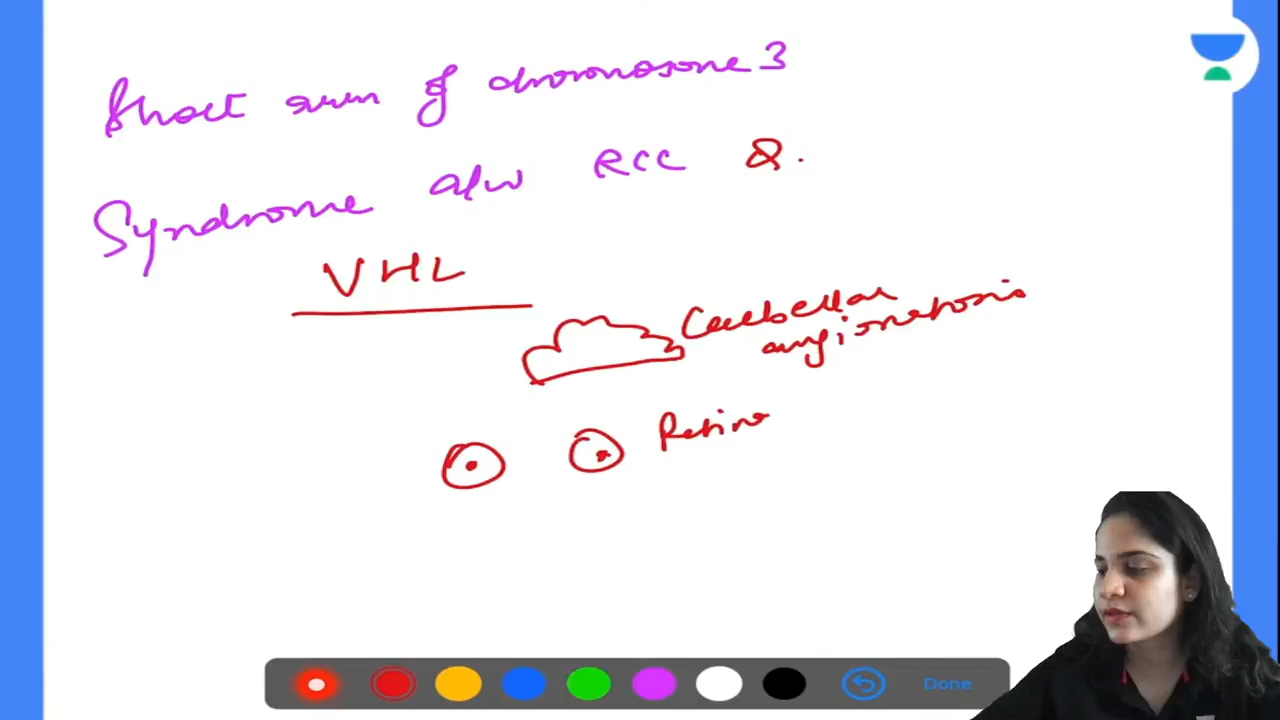 Short arm of chromosome 3
Syndrome a/w RCC &.
VHL
Cerebellar
angiomatosis
Retina
Done